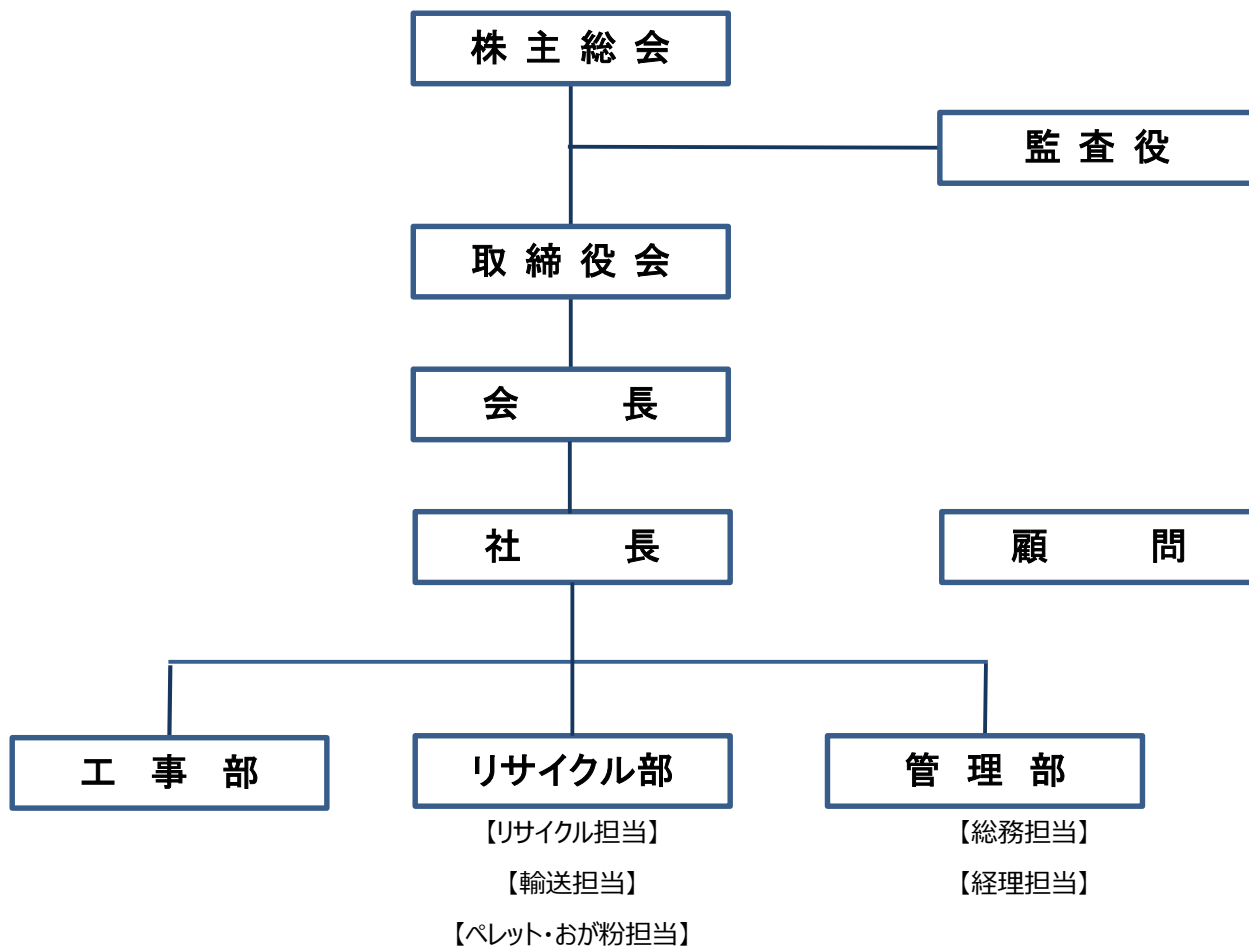 株主総会
監査役
取締役会
会長
社長
顧問
工事部
リサイクル部
管理部
【リサイクル担当】
【総務担当】
【輸送担当】
【経理担当】
【ペレット・おが粉担当】